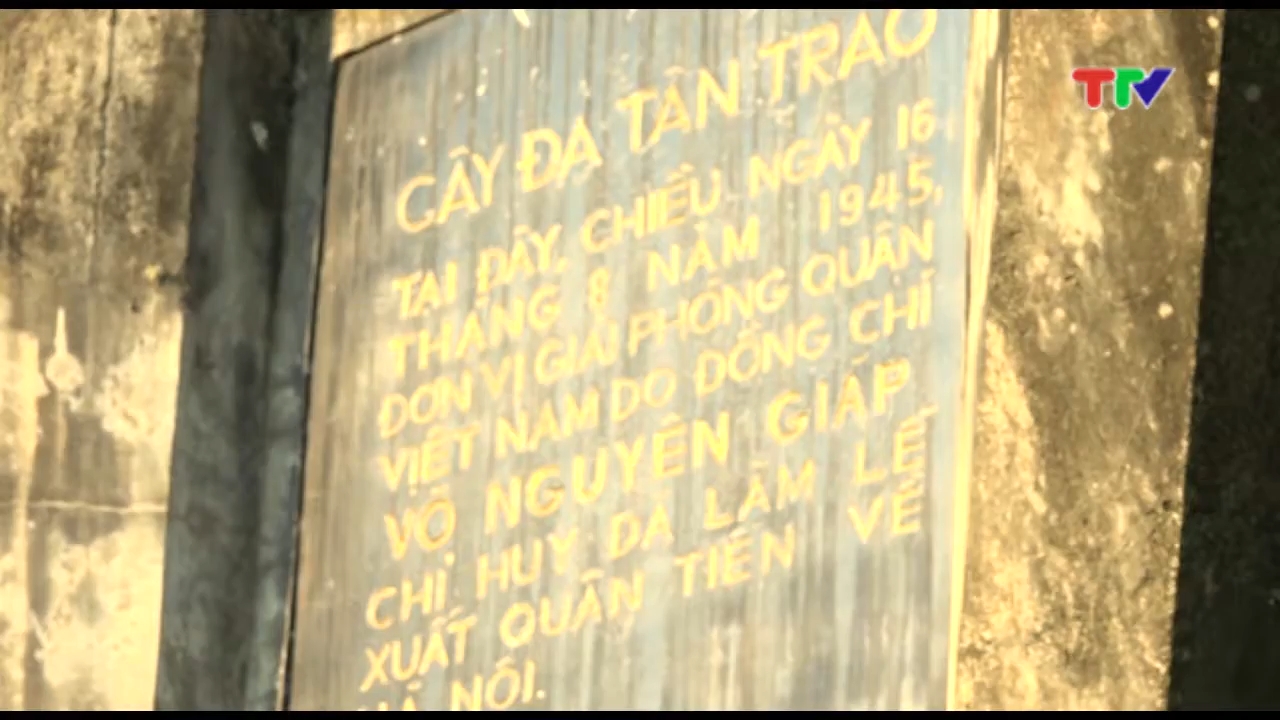 TTV
CÂY ĐA TÂN TRÀO
TẠI ĐÂY, CHIỀU NGÀY 16
THÁNG 8 NĂM 1945,
ĐƠN VỊ GIẢI PHÓNG QUÂN
VIỆT NAM DO ĐỒNG CHÍ
VÕ NGUYÊN GIÁP
CHỈ HUY ĐÃ LÀM LỄ
XUẤT QUÂN TIẾN VỀ
HÀ NỘI.